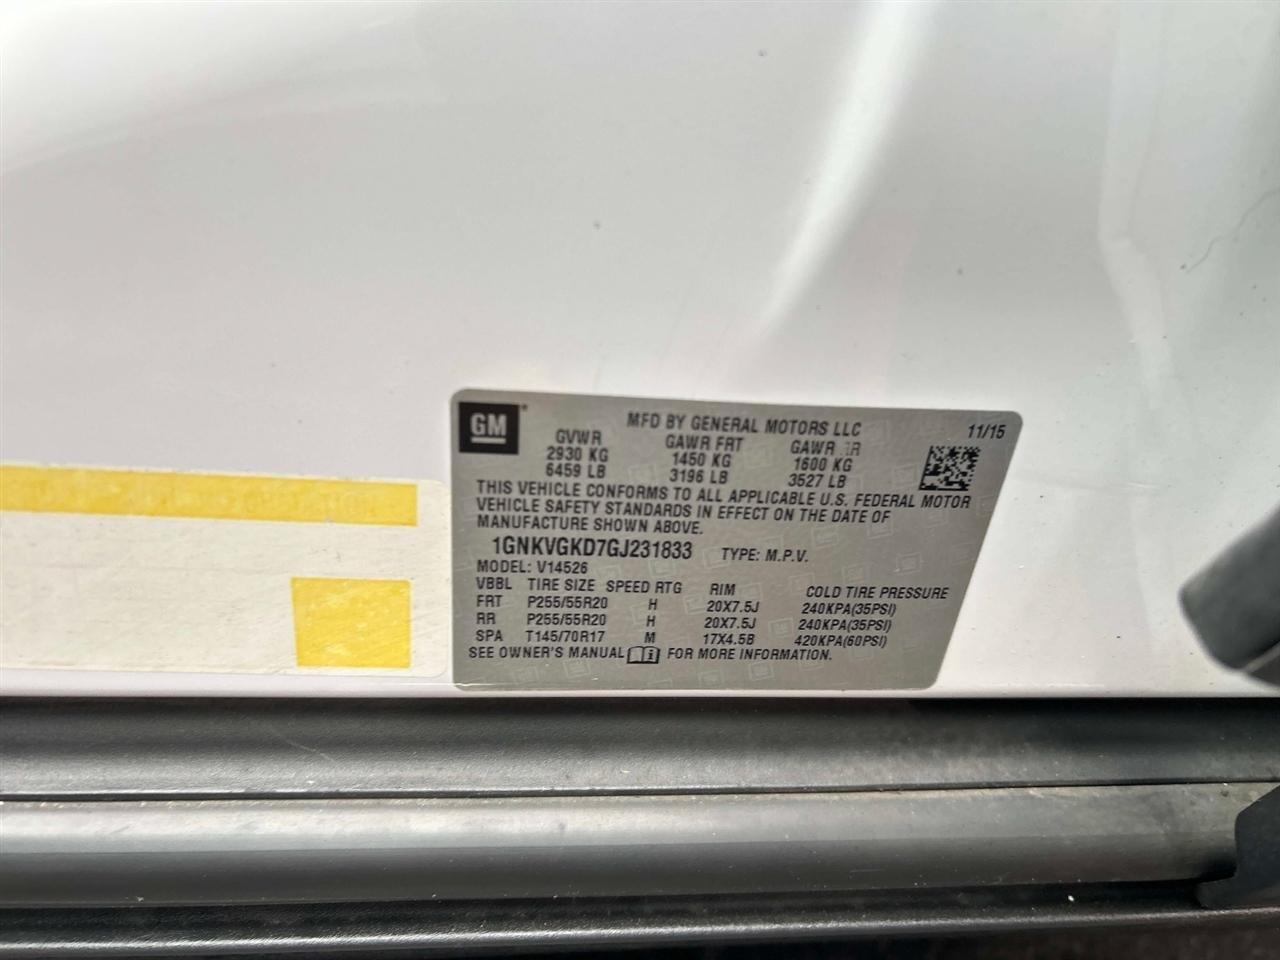 GM
MFD BY GENERAL MOTORS LLC
11/15
GVWR GAWR FRT GAWR RR
2930 KG 1450 KG 1600 KG
6459 LB 3196 LB 3527 LB
THIS VEHICLE CONFORMS TO ALL APPLICABLE U.S. FEDERAL MOTOR
VEHICLE SAFETY STANDARDS IN EFFECT ON THE DATE OF
MANUFACTURE SHOWN ABOVE.
1GNKVGKD7GJ231833 TYPE: M.P.V.
MODEL: V14526
VBBL TIRE SIZE SPEED RTG RIM COLD TIRE PRESSURE
FRT P255/55R20 H 20X7.5J 240KPA(35PSI)
RR P255/55R20 H 20X7.5J 240KPA(35PSI)
SPA T145/70R17 M 17X4.5B 420KPA(60PSI)
SEE OWNER'S MANUAL FOR MORE INFORMATION.